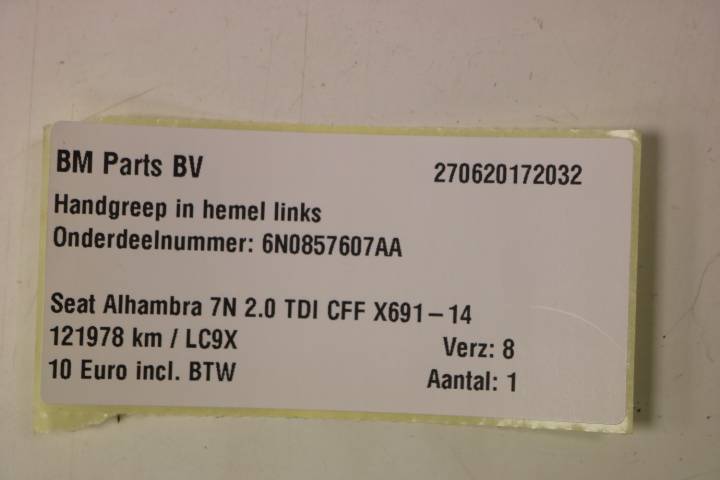 BM Parts BV 270620172032
Handgreep in hemel links
Onderdeelnummer: 6N0857607AA
Seat Alhambra 7N 2.0 TDI CFF X691-14
121978 km / LC9X Verz: 8
10 Euro incl. BTW Aantal: 1